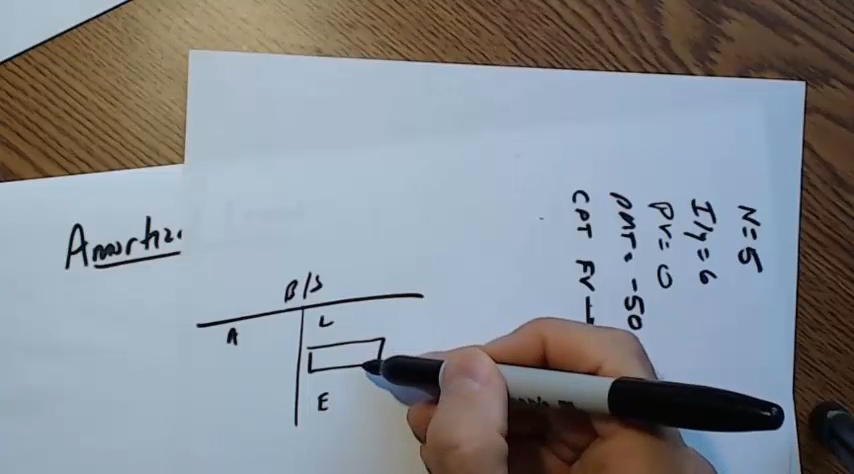 Amortiz
B/S
A
L
E
N=5
I/y=6
PV=0
PMT=-50
CPT FV